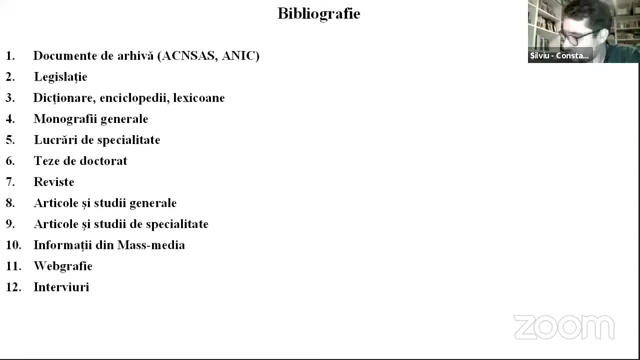 Bibliografie
Silviu - Consta...
1. Documente de arhivă (ACNSAS, ANIC)
2. Legislație
3. Dicționare, enciclopedii, lexicoane
4. Monografii generale
5. Lucrări de specialitate
6. Teze de doctorat
7. Reviste
8. Articole și studii generale
9. Articole și studii de specialitate
10. Informații din Mass-media
11. Webgrafie
12. Interviuri
zoom